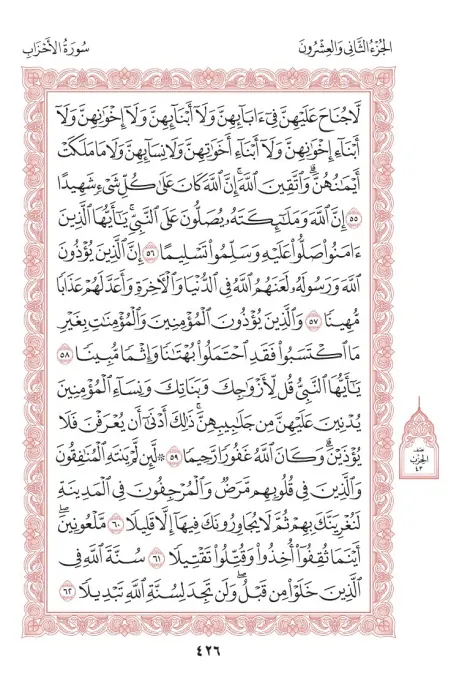 الجُزْءُ الثَّانِي وَالعِشْرُونَ
سُورَةُ الأَحْزَابِ
لَّا جُنَاحَ عَلَيْهِنَّ فِيٓ ءَابَآئِهِنَّ وَلَآ أَبْنَآئِهِنَّ وَلَآ إِخْوَٰنِهِنَّ وَلَآ
أَبْنَآءِ إِخْوَٰنِهِنَّ وَلَآ أَبْنَآءِ أَخَوَٰتِهِنَّ وَلَا نِسَآئِهِنَّ وَلَا مَا مَلَكَتْ
أَيْمَٰنُهُنَّۗ وَٱتَّقِينَ ٱللَّهَۚ إِنَّ ٱللَّهَ كَانَ عَلَىٰ كُلِّ شَيْءٖ شَهِيدًا
٥٥ إِنَّ ٱللَّهَ وَمَلَٰٓئِكَتَهُۥ يُصَلُّونَ عَلَى ٱلنَّبِيِّۚ يَٰٓأَيُّهَا ٱلَّذِينَ
ءَامَنُواْ صَلُّواْ عَلَيْهِ وَسَلِّمُواْ تَسْلِيمًا ٥٦ إِنَّ ٱلَّذِينَ يُؤْذُونَ
ٱللَّهَ وَرَسُولَهُۥ لَعَنَهُمُ ٱللَّهُ فِي ٱلدُّنْيَا وَٱلْأٓخِرَةِ وَأَعَدَّ لَهُمْ عَذَابٗا
مُّهِينٗا ٥٧ وَٱلَّذِينَ يُؤْذُونَ ٱلْمُؤْمِنِينَ وَٱلْمُؤْمِنَٰتِ بِغَيْرِ
مَا ٱكْتَسَبُواْ فَقَدِ ٱحْتَمَلُواْ بُهْتَٰنٗا وَإِثْمٗا مُّبِينٗا ٥٨
يَٰٓأَيُّهَا ٱلنَّبِيُّ قُل لِّأَزْوَٰجِكَ وَبَنَاتِكَ وَنِسَآءِ ٱلْمُؤْمِنِينَ
يُدْنِينَ عَلَيْهِنَّ مِن جَلَٰبِيبِهِنَّۚ ذَٰلِكَ أَدْنَىٰٓ أَن يُعْرَفْنَ فَلَا
يُؤْذَيْنَۗ وَكَانَ ٱللَّهُ غَفُورٗا رَّحِيمٗا ٥٩ ۞ لَّئِن لَّمْ يَنتَهِ ٱلْمُنَٰفِقُونَ
وَٱلَّذِينَ فِي قُلُوبِهِم مَّرَضٞ وَٱلْمُرْجِفُونَ فِي ٱلْمَدِينَةِ
لَنُغْرِيَنَّكَ بِهِمْ ثُمَّ لَا يُجَاوِرُونَكَ فِيهَآ إِلَّا قَلِيلٗا ٦٠ مَّلْعُونِينَۖ
أَيْنَمَا ثُقِفُوٓاْ أُخِذُواْ وَقُتِّلُواْ تَقْتِيلٗا ٦١ سُنَّةَ ٱللَّهِ فِي
ٱلَّذِينَ خَلَوْاْ مِن قَبْلُۖ وَلَن تَجِدَ لِسُنَّةِ ٱللَّهِ تَبْدِيلٗا ٦٢
الحِزْبِ
٤٣
٤٢٦